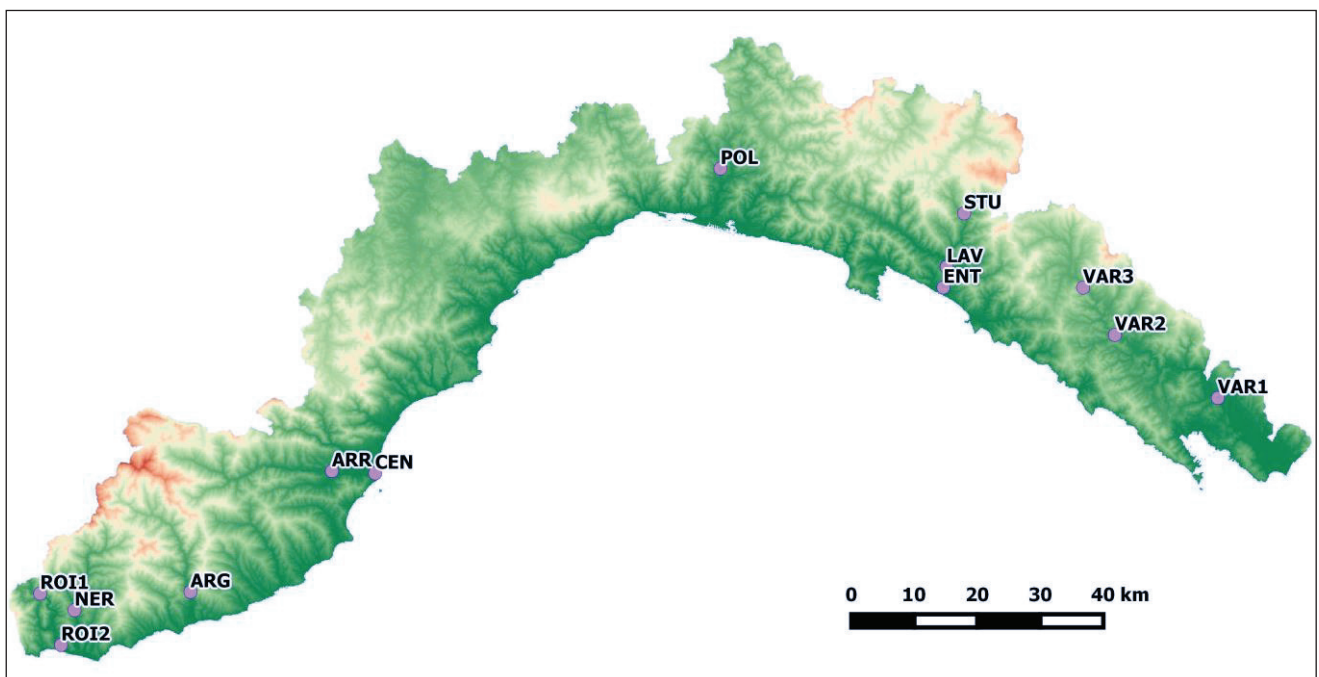 POL
STU
LAV
ENT
VAR3
VAR2
VAR1
ARR
CEN
ROI1
NER
ARG
ROI2
0 10 20 30 40 km